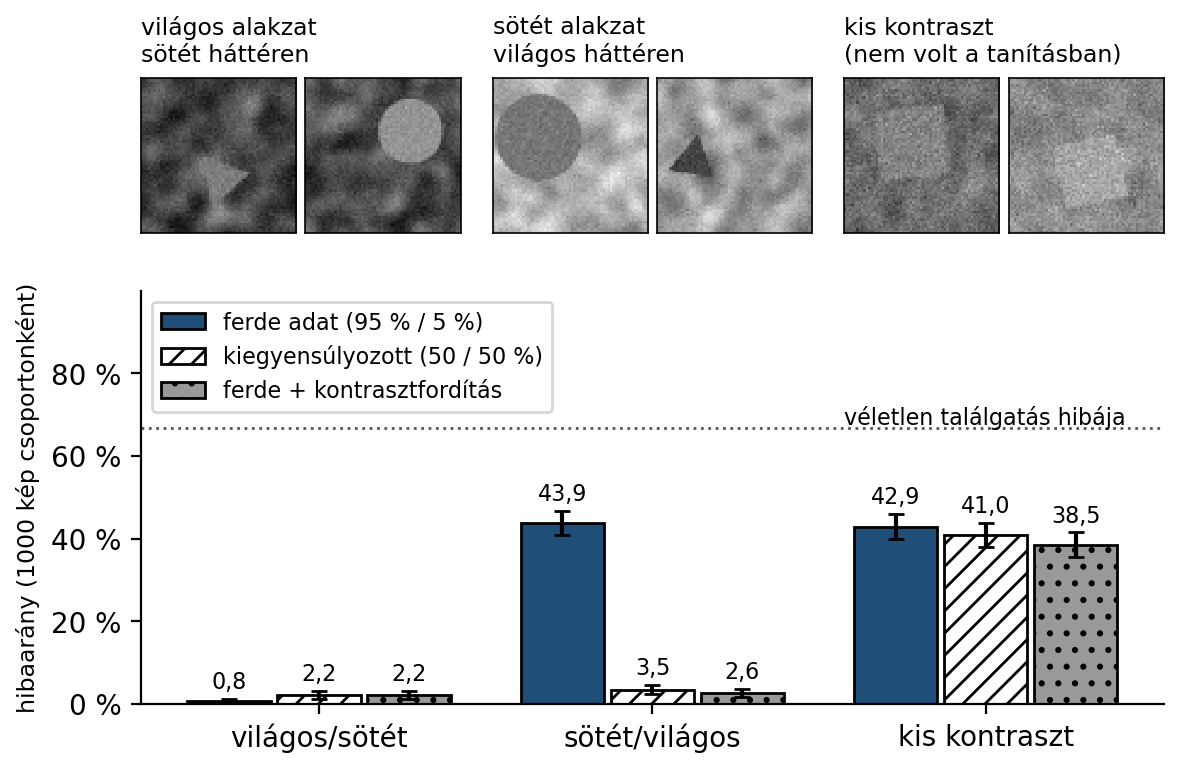 világos alakzat
sötét háttéren
sötét alakzat
világos háttéren
kis kontraszt
(nem volt a tanításban)
hibaarány (1000 kép csoportonként)
80 %
60 %
40 %
20 %
0 %
ferde adat (95 % / 5 %)
kiegyensúlyozott (50 / 50 %)
ferde + kontrasztfordítás
véletlen találgatás hibája
0,8
2,2
2,2
43,9
3,5
2,6
42,9
41,0
38,5
világos/sötét
sötét/világos
kis kontraszt